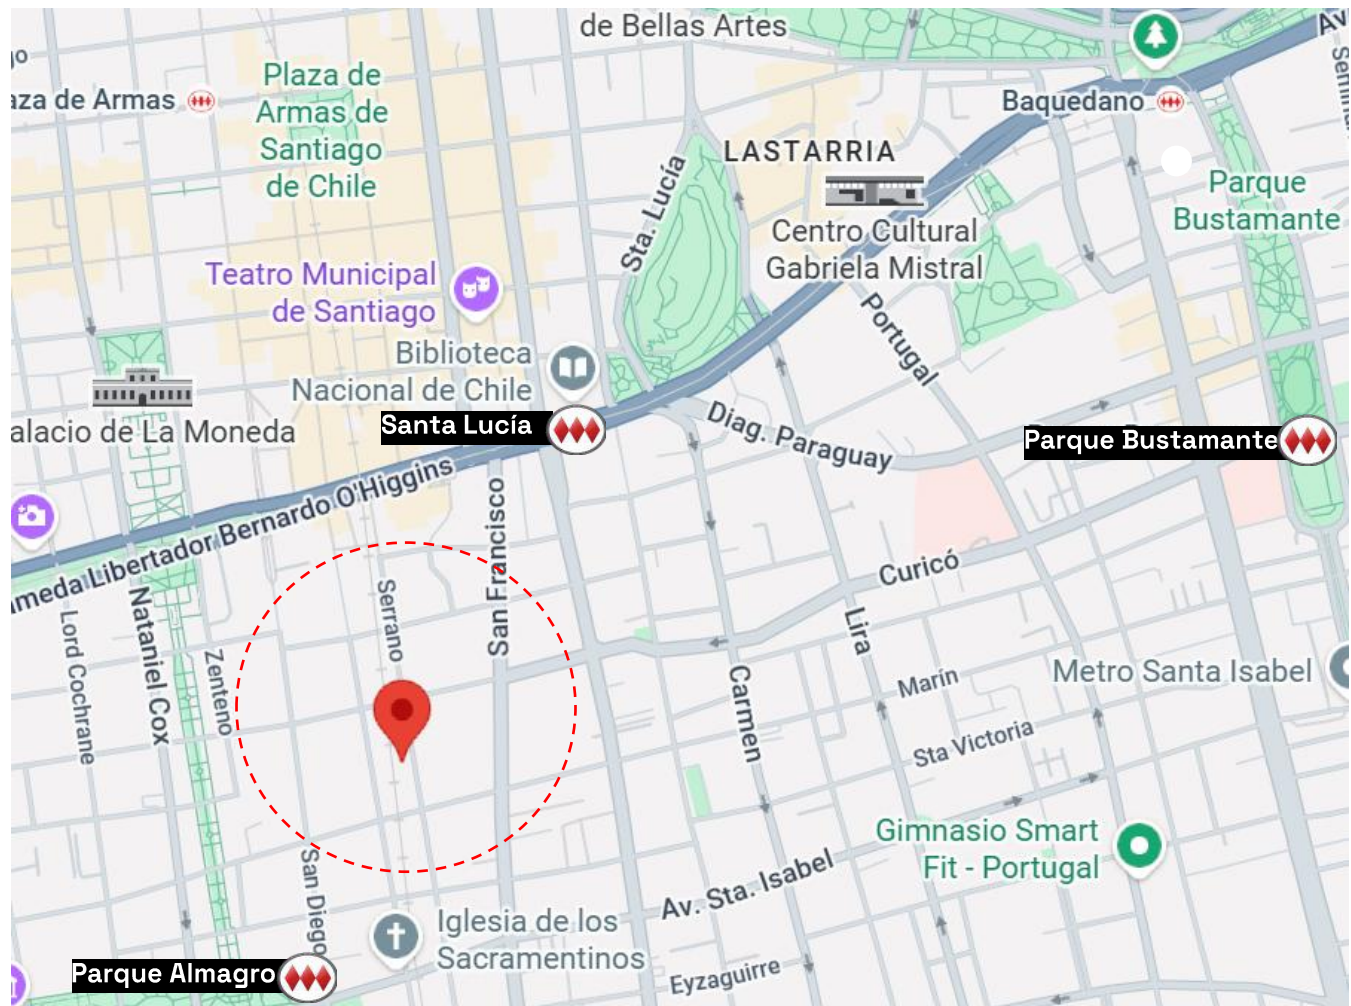 de Bellas Artes
Av
Plaza de
Armas de
Santiago
de Chile
aza de Armas
Baquedano
LASTARRIA
Sta. Lucía
Parque
Bustamante
Centro Cultural
Gabriela Mistral
Teatro Municipal
de Santiago
Portugal
Biblioteca
Nacional de Chile
Santa Lucía
alacio de La Moneda
Diag. Paraguay
Parque Bustamante
meda Libertador Bernardo O'Higgins
San Francisco
Serrano
Curicó
Nataniel Cox
Lord Cochrane
Zenteno
Lira
Carmen
Marín
Metro Santa Isabel
Sta Victoria
Gimnasio Smart
Fit - Portugal
San Diego
Av. Sta. Isabel
Iglesia de los
Sacramentinos
Parque Almagro
Eyzaguirre